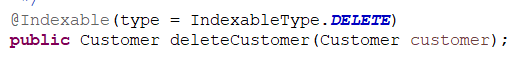 */
@Indexable(type = IndexableType.DELETE)
public Customer deleteCustomer(Customer customer);